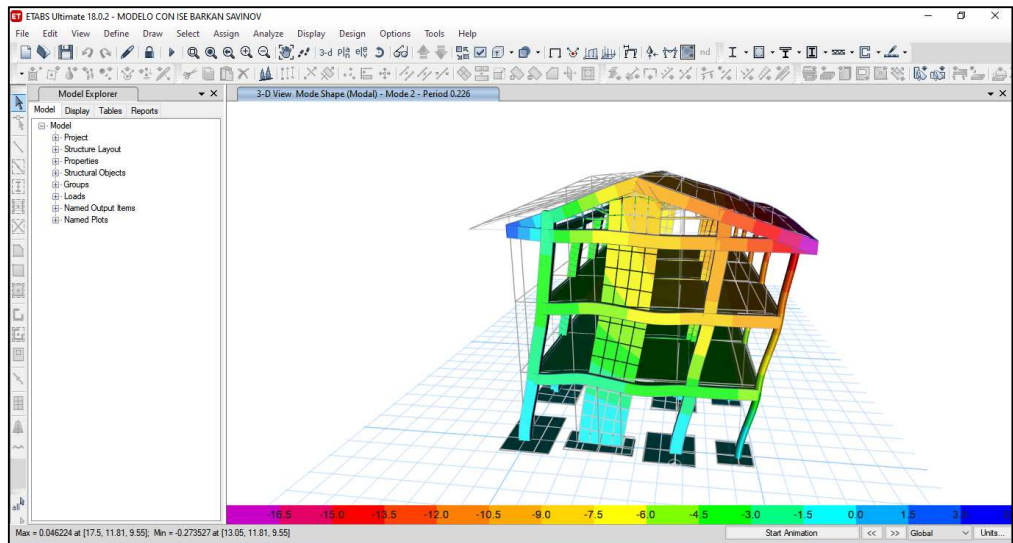 ETABS Ultimate 18.0.2 - MODELO CON ISE BARKAN SAVINOV
File Edit View Define Draw Select Assign Analyze Display Design Options Tools Help
3-d plạ elẹ nd
Model Explorer
3-D View Mode Shape (Modal) - Mode 2 - Period 0.226
Model Display Tables Reports
Model
Project
Structure Layout
Properties
Structural Objects
Groups
Loads
Named Output Items
Named Plots
all
-16.5 -15.0 -13.5 -12.0 -10.5 -9.0 -7.5 -6.0 -4.5 -3.0 -1.5 0.0 1.5
Max = 0.046224 at [17.5, 11.81, 9.55]; Min = -0.273527 at [13.05, 11.81, 9.55]
Start Animation << >> Global Units...